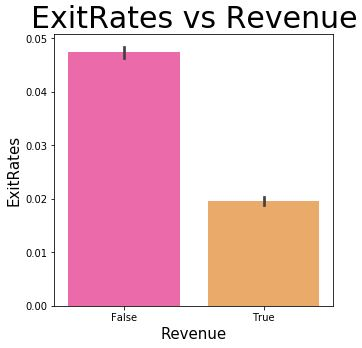 ExitRates vs Revenue
0.05
0.04
0.03
0.02
0.01
0.00
ExitRates
False
True
Revenue